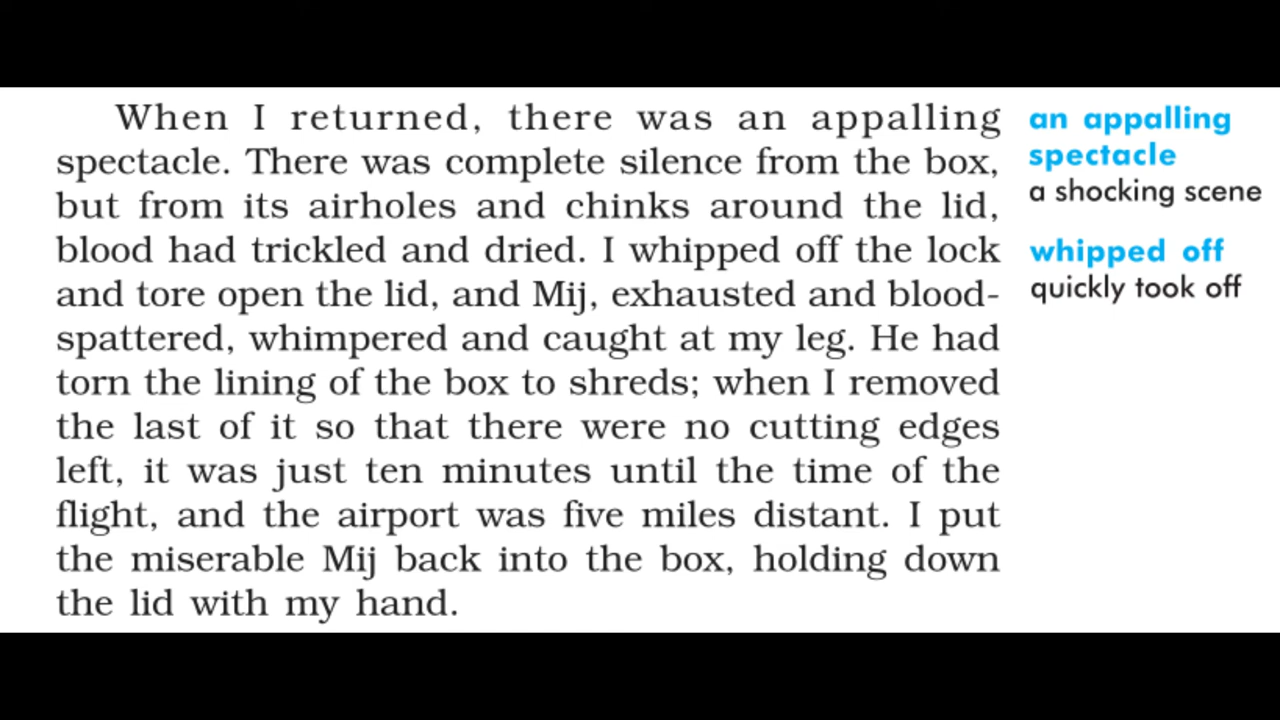 When I returned, there was an appalling
spectacle. There was complete silence from the box,
but from its airholes and chinks around the lid,
blood had trickled and dried. I whipped off the lock
and tore open the lid, and Mij, exhausted and blood-
spattered, whimpered and caught at my leg. He had
torn the lining of the box to shreds; when I removed
the last of it so that there were no cutting edges
left, it was just ten minutes until the time of the
flight, and the airport was five miles distant. I put
the miserable Mij back into the box, holding down
the lid with my hand.
an appalling
spectacle
a shocking scene
whipped off
quickly took off